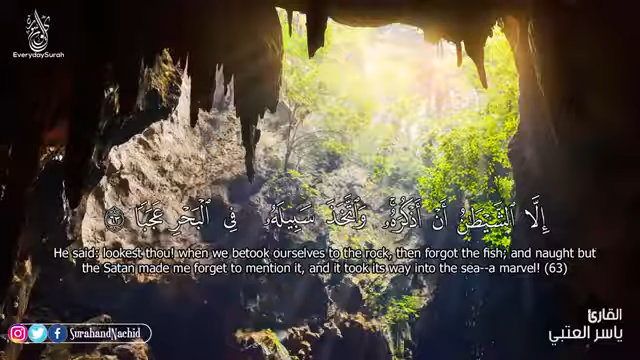 EverydaySurah
إِلَّا ٱلشَّيْطَٰنُ أَنْ أَذْكُرَهُۥ ۚ وَٱتَّخَذَ سَبِيلَهُۥ فِى ٱلْبَحْرِ عَجَبًا ٦٣
He said: lookest thou! when we betook ourselves to the rock, then forgot the fish; and naught but
the Satan made me forget to mention it, and it took its way into the sea--a marvel! (63)
القارئ
ياسر العتبي
SurahandNachid